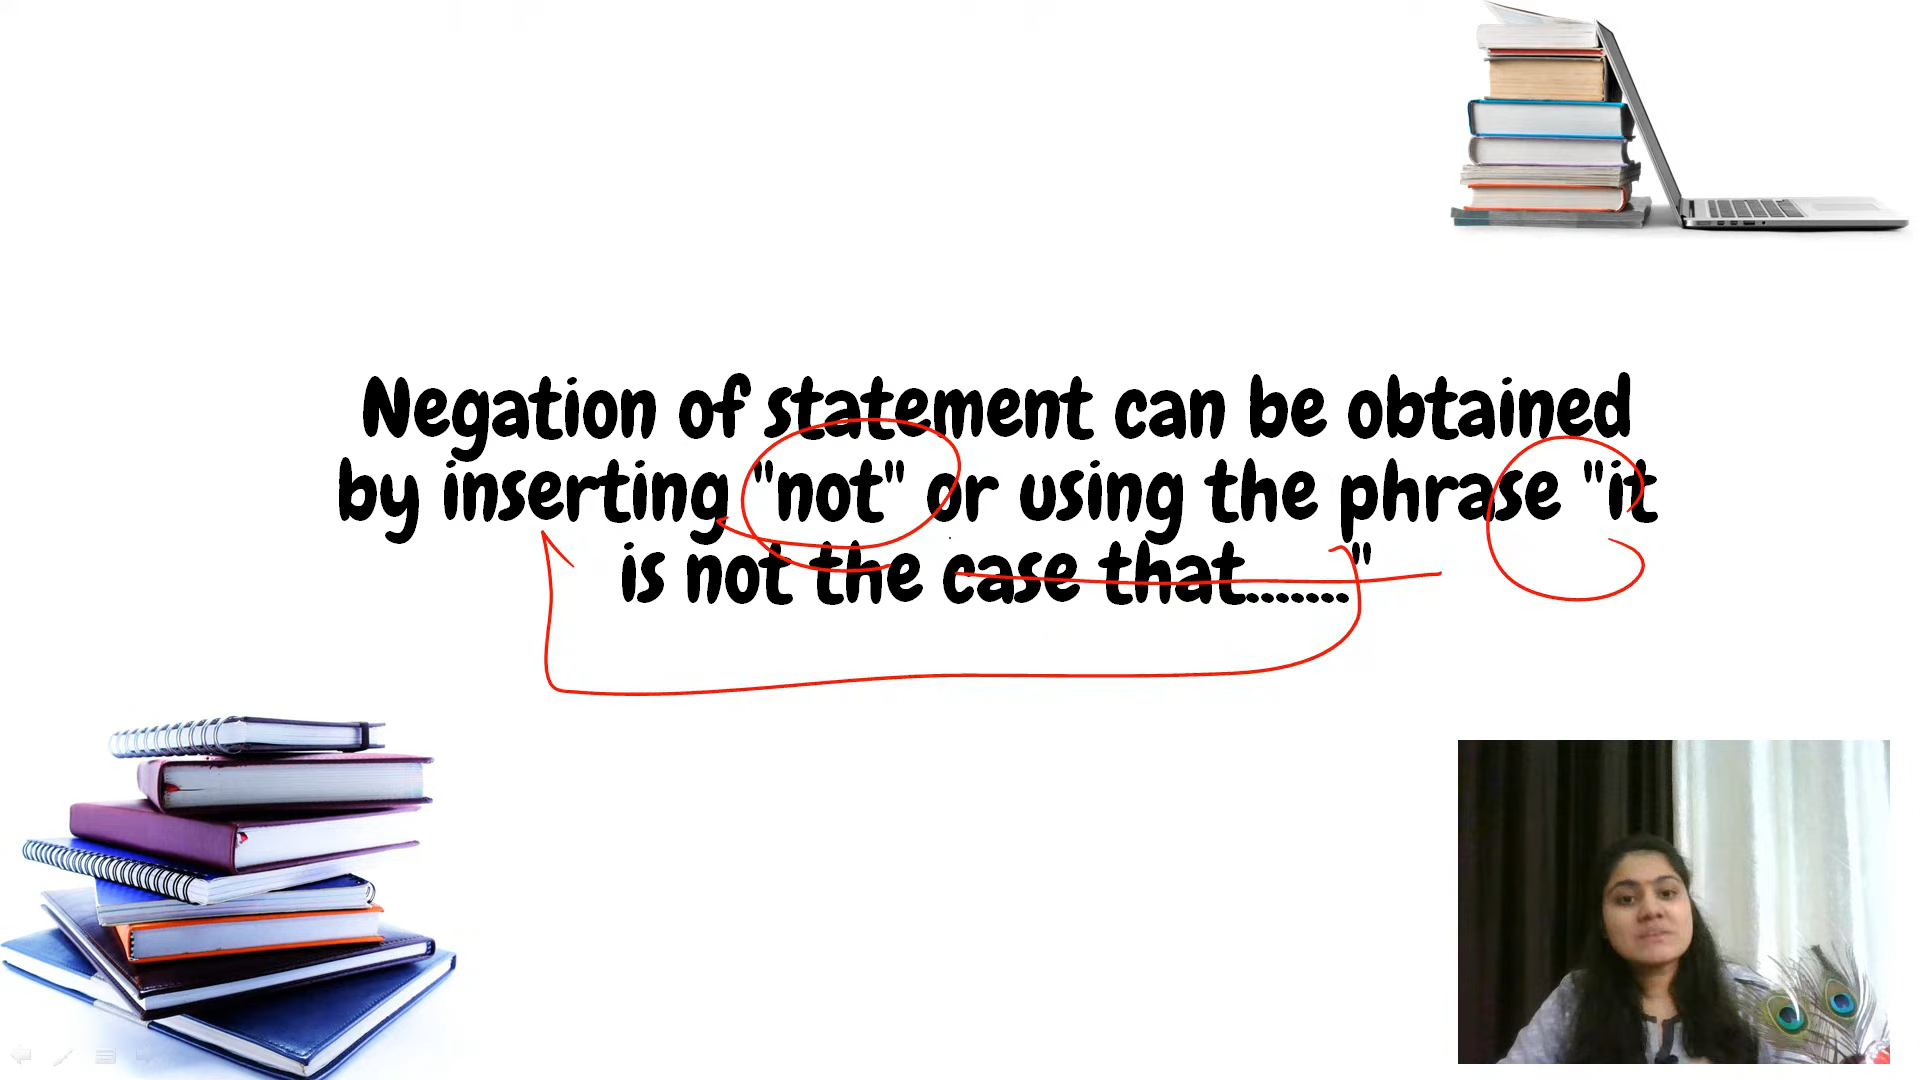 Negation of statement can be obtained
by inserting "not" or using the phrase "it
is not the case that......."